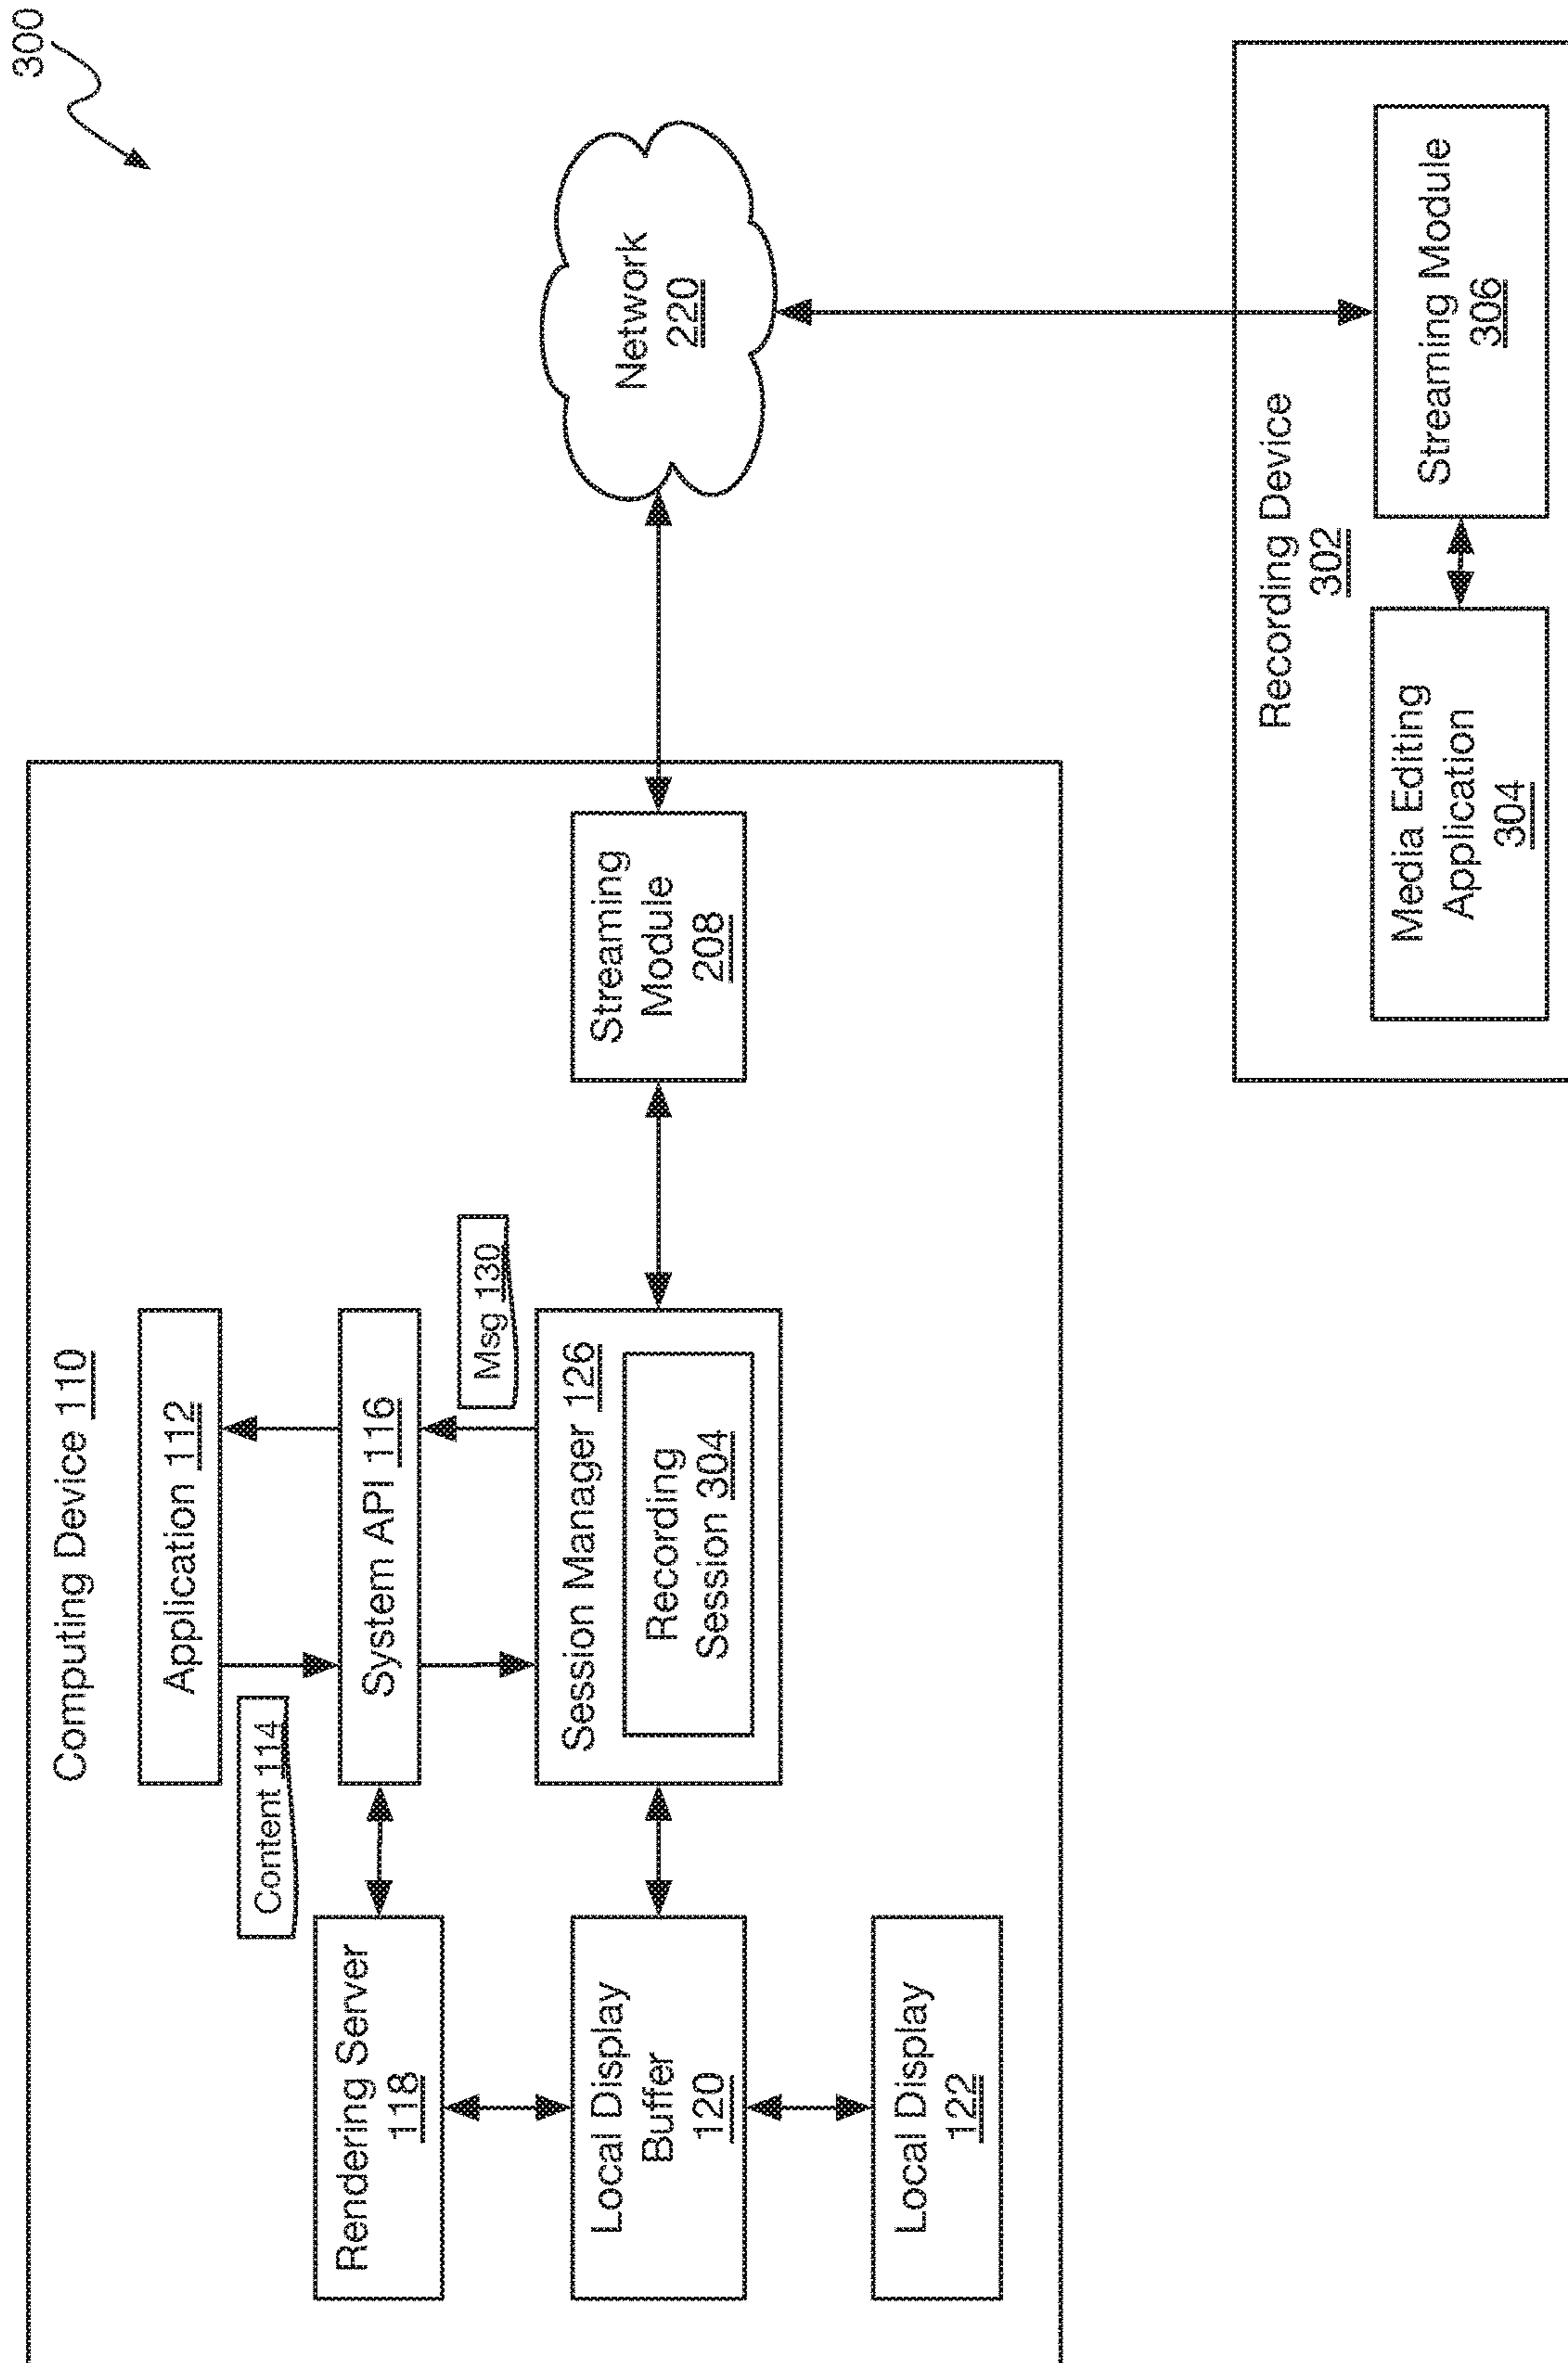 300
Computing Device 110
Application 112
Content 114
System API 116
Msg 130
Rendering Server
118
Session Manager 126
Recording
Session 304
Local Display
Buffer
120
Local Display
122
Streaming
Module
208
Network
220
Recording Device
302
Media Editing
Application
304
Streaming Module
306